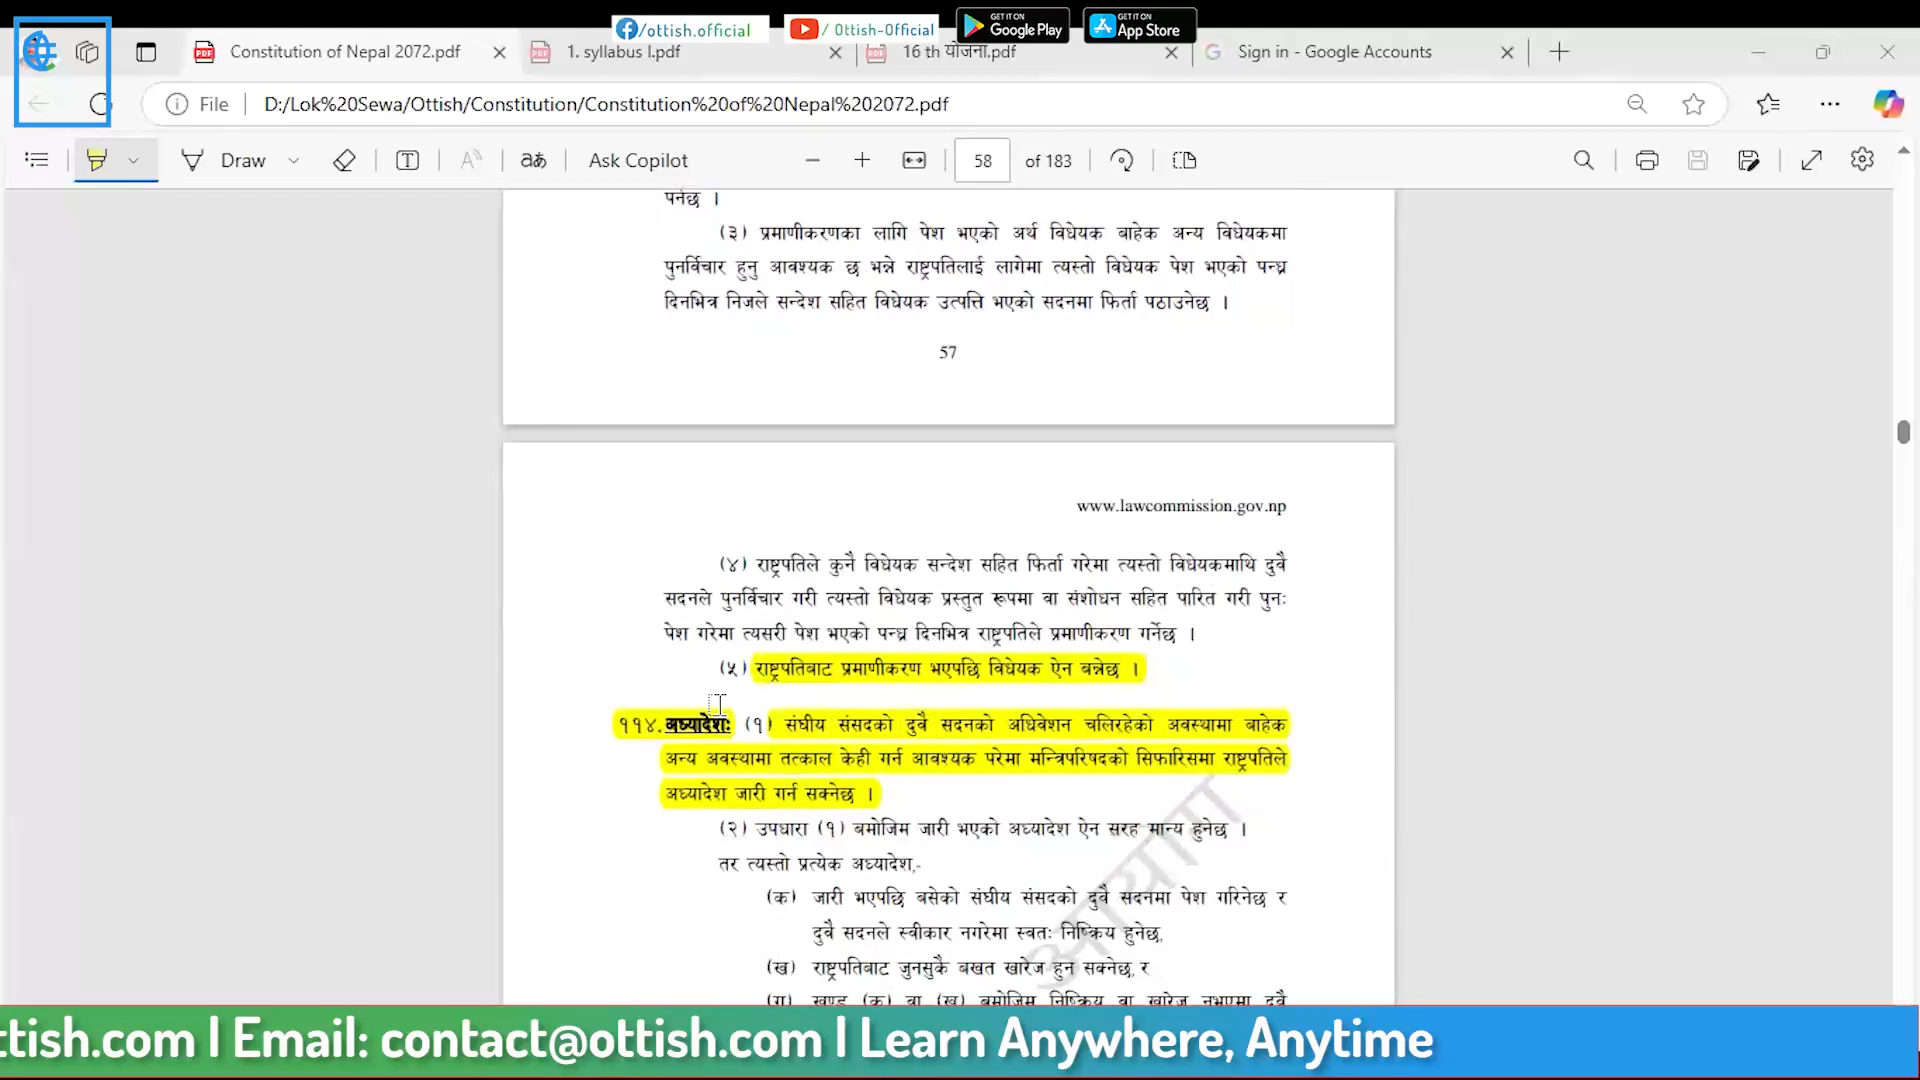 /ottish.official
/ Ottish-Official
GET IT ON Google Play
GET IT ON App Store
Constitution of Nepal 2072.pdf
1. syllabus I.pdf
16 th योजना.pdf
Sign in - Google Accounts
File
D:/Lok%20Sewa/Ottish/Constitution/Constitution%20of%20Nepal%202072.pdf
Draw
Ask Copilot
58 of 183
पर्नेछ ।
(३) प्रमाणीकरणका लागि पेश भएको अर्थ विधेयक बाहेक अन्य विधेयकमा
पुनर्विचार हुनु आवश्यक छ भन्ने राष्ट्रपतिलाई लागेमा त्यस्तो विधेयक पेश भएको पन्ध्र
दिनभित्र निजले सन्देश सहित विधेयक उत्पत्ति भएको सदनमा फिर्ता पठाउनेछ ।
57
www.lawcommission.gov.np
(४) राष्ट्रपतिले कुनै विधेयक सन्देश सहित फिर्ता गरेमा त्यस्तो विधेयकमाथि दुवै
सदनले पुनर्विचार गरी त्यस्तो विधेयक प्रस्तुत रूपमा वा संशोधन सहित पारित गरी पुनः
पेश गरेमा त्यसरी पेश भएको पन्ध्र दिनभित्र राष्ट्रपतिले प्रमाणीकरण गर्नेछ ।
(५) राष्ट्रपतिबाट प्रमाणीकरण भएपछि विधेयक ऐन बन्नेछ ।
११४. अध्यादेशः (१) संघीय संसदको दुवै सदनको अधिवेशन चलिरहेको अवस्थामा बाहेक
अन्य अवस्थामा तत्काल केही गर्न आवश्यक परेमा मन्त्रिपरिषदको सिफारिसमा राष्ट्रपतिले
अध्यादेश जारी गर्न सक्नेछ ।
(२) उपधारा (१) बमोजिम जारी भएको अध्यादेश ऐन सरह मान्य हुनेछ ।
तर त्यस्तो प्रत्येक अध्यादेश,-
(क) जारी भएपछि बसेको संघीय संसदको दुवै सदनमा पेश गरिनेछ र
दुवै सदनले स्वीकार नगरेमा स्वतः निष्क्रिय हुनेछ,
(ख) राष्ट्रपतिबाट जुनसुकै बखत खारेज हुन सक्नेछ, र
(ग) खण्ड (क) वा (ख) बमोजिम निष्क्रिय वा खारेज नभएमा दुवै
आयोग
ttish.com | Email: contact@ottish.com | Learn Anywhere, Anytime